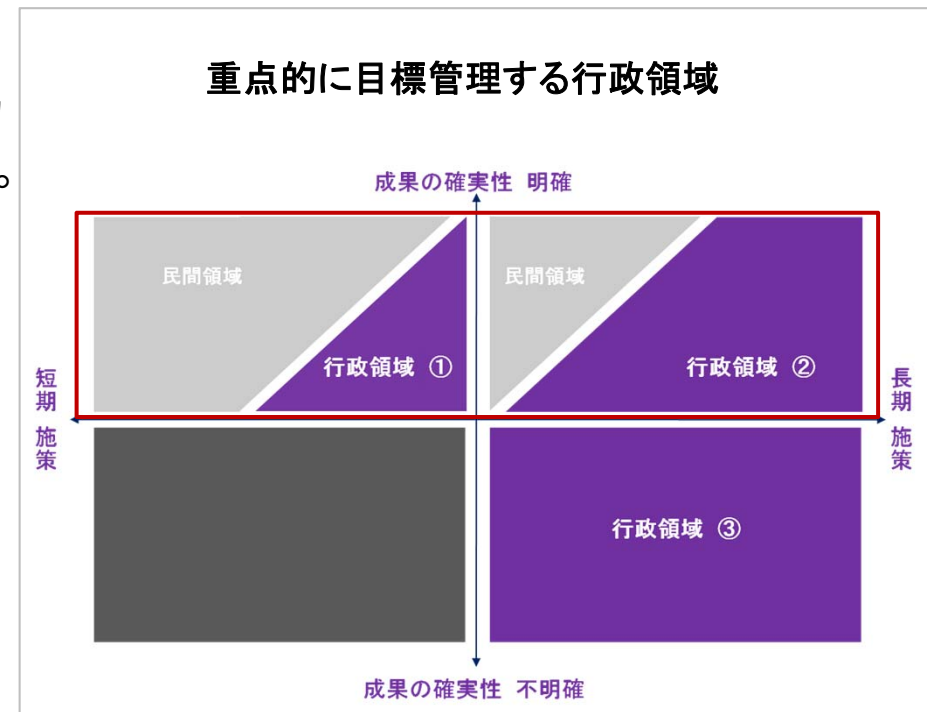 重点的に目標管理する行政領域
。
成果の確実性 明確
民間領域
民間領域
行政領域 ①
行政領域 ②
短期 施策
長期 施策
行政領域 ③
成果の確実性 不明確